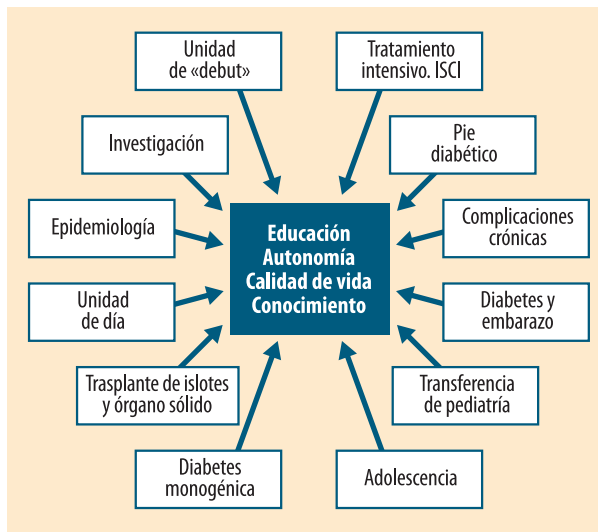 Unidad
de «debut»
Tratamiento
intensivo. ISCI
Investigación
Pie
diabético
Epidemiología
Educación
Autonomía
Calidad de vida
Conocimiento
Complicaciones
crónicas
Unidad
de día
Diabetes y
embarazo
Trasplante de islotes
y órgano sólido
Transferencia
de pediatría
Diabetes
monogénica
Adolescencia